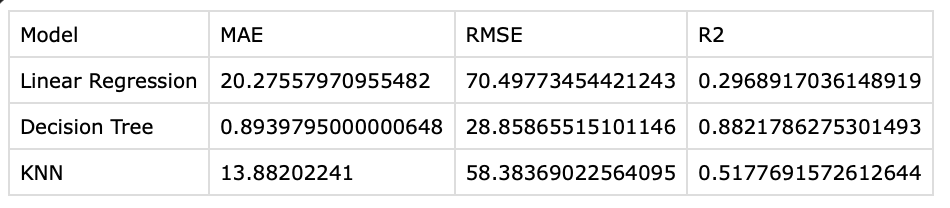 Model MAE RMSE R2
Linear Regression 20.27557970955482 70.49773454421243 0.2968917036148919
Decision Tree 0.8939795000000648 28.85865515101146 0.8821786275301493
KNN 13.88202241 58.38369022564095 0.5177691572612644